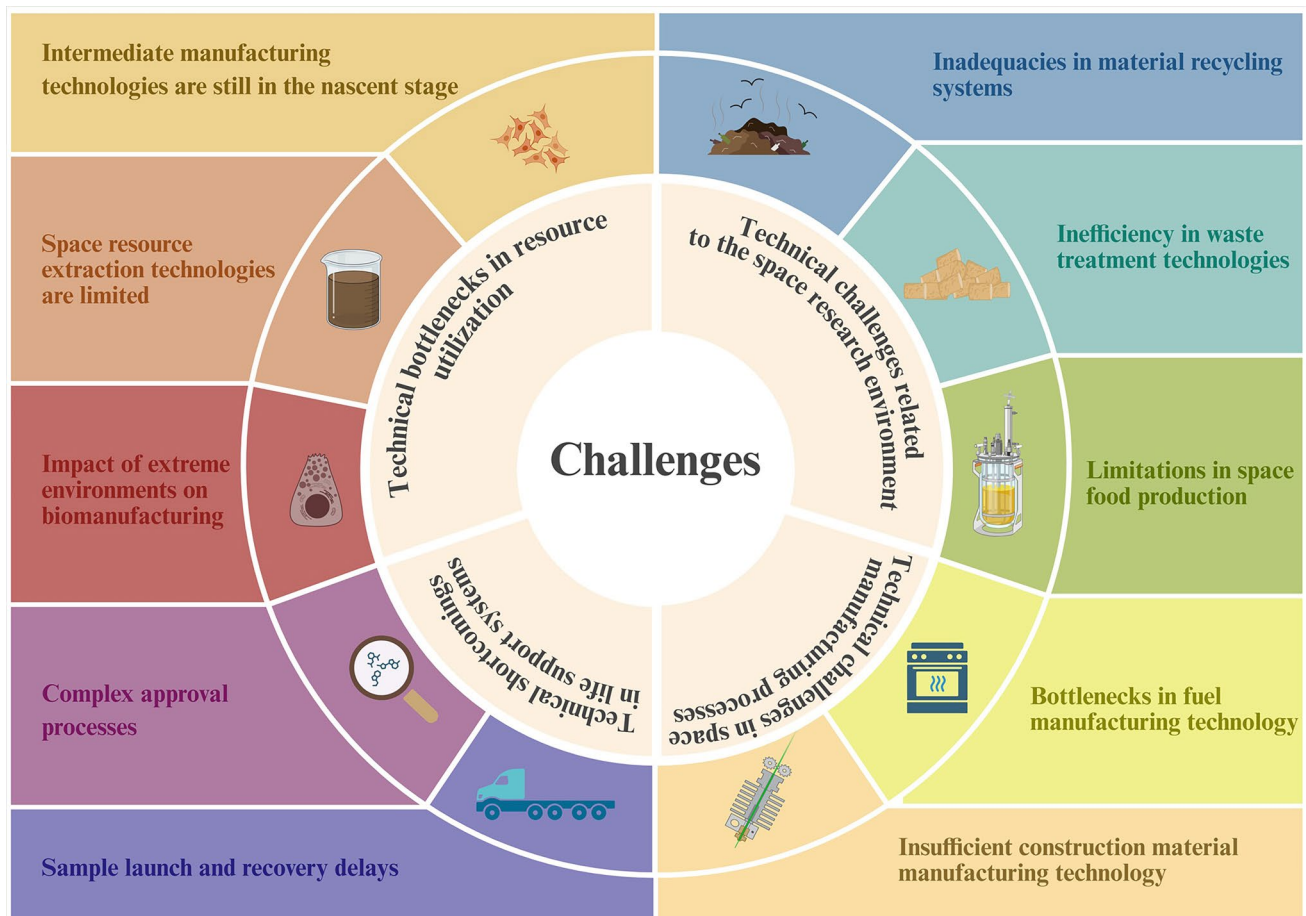 Intermediate manufacturing
technologies are still in the nascent stage
Inadequacies in material recycling
systems
Space resource
extraction technologies
are limited
Inefficiency in waste
treatment technologies
Impact of extreme
environments on
biomanufacturing
Limitations in space
food production
Complex approval
processes
Bottlenecks in fuel
manufacturing technology
Sample launch and recovery delays
Insufficient construction material
manufacturing technology
Technical bottlenecks in resource
utilization
Technical challenges related
to the space research environment
Technical shortcomings
in life support systems
Technical challenges in space
manufacturing processes
Challenges